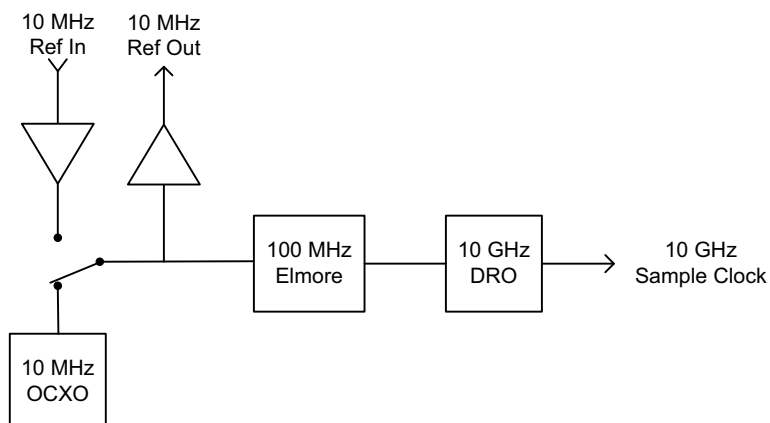 10 MHz
Ref In
10 MHz
Ref Out
100 MHz
Elmore
10 GHz
DRO
10 GHz
Sample Clock
10 MHz
OCXO